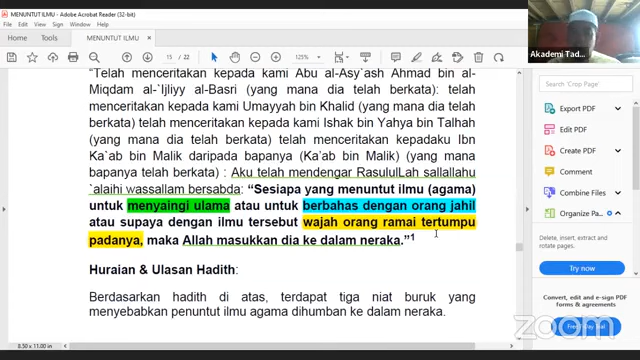 MENUNTUT ILMU - Adobe Acrobat Reader (32-bit)
File Edit View Sign Window Help
Home Tools MENUNTUT ILMU
15 / 22 125%
“Telah menceritakan kepada kami Abu al-Asy`ash Ahmad bin al-
Miqdam al-`Ijliyy al-Basri (yang mana dia telah berkata): telah
menceritakan kepada kami Umayyah bin Khalid (yang mana dia telah
berkata) telah menceritakan kepada kami Ishak bin Yahya bin Talhah
(yang mana dia telah berkata) telah menceritakan kepadaku Ibn
Ka`ab bin Malik daripada bapanya (Ka’ab bin Malik) (yang mana
bapanya telah berkata) : Aku telah mendengar RasululLah sallallahu
`alaihi wassallam bersabda: “Sesiapa yang menuntut ilmu (agama)
untuk menyaingi ulama atau untuk berbahas dengan orang jahil
atau supaya dengan ilmu tersebut wajah orang ramai tertumpu
padanya, maka Allah masukkan dia ke dalam neraka.”1
Huraian & Ulasan Hadith:
Berdasarkan hadith di atas, terdapat tiga niat buruk yang
menyebabkan penuntut ilmu agama dihumban ke dalam neraka.
8.50 x 11.00 in
Akademi Tad...
Search 'Crop Page'
Export PDF
Edit PDF
Create PDF
Comment
Combine Files
Organize Pa...
Delete, insert, extract and
rotate pages.
Try now
Convert, edit and e-sign PDF
forms & agreements
Free 7-Day Trial
zoom